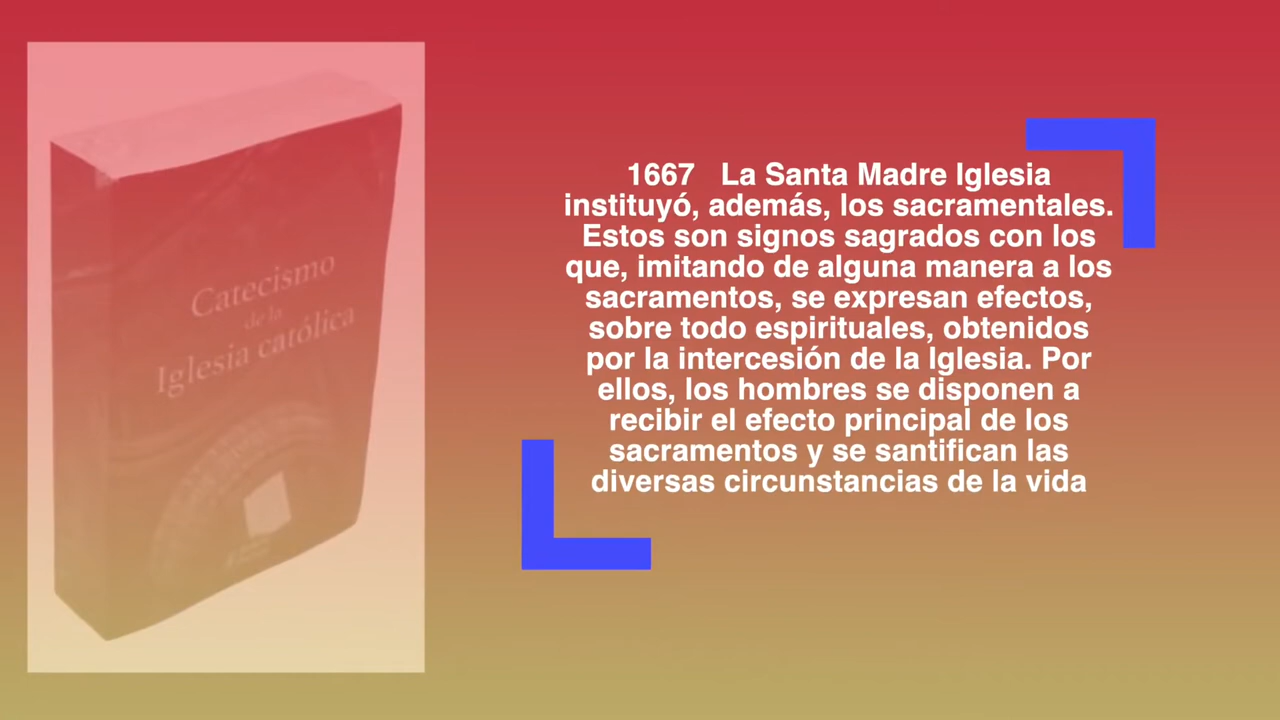 Catecismo
de la
Iglesia católica
1667 La Santa Madre Iglesia
instituyó, además, los sacramentales.
Estos son signos sagrados con los
que, imitando de alguna manera a los
sacramentos, se expresan efectos,
sobre todo espirituales, obtenidos
por la intercesión de la Iglesia. Por
ellos, los hombres se disponen a
recibir el efecto principal de los
sacramentos y se santifican las
diversas circunstancias de la vida